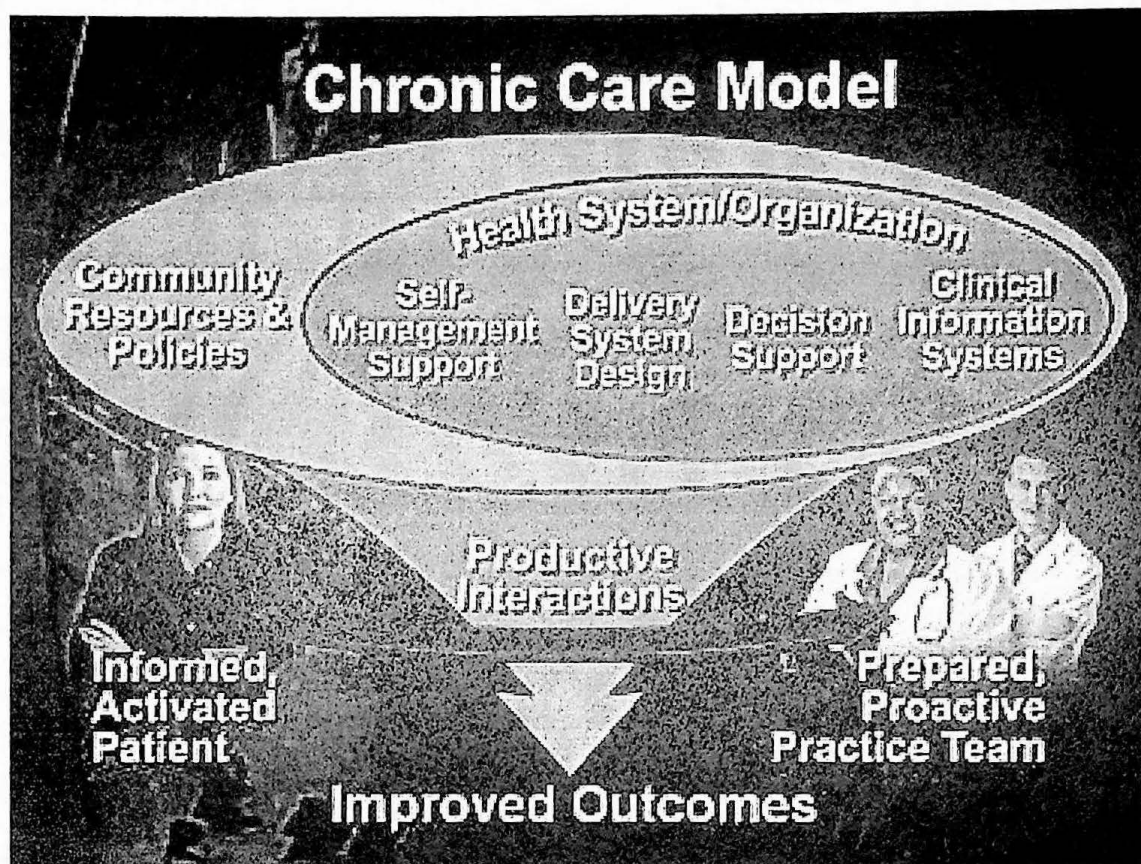 Chronic Care Model
Health System/Organization
Community
Resources &
Policies
Self-
Management
Support
Delivery
System
Design
Decision
Support
Clinical
Information
Systems
Productive
Interactions
Informed,
Activated
Patient
Prepared,
Proactive
Practice Team
Improved Outcomes